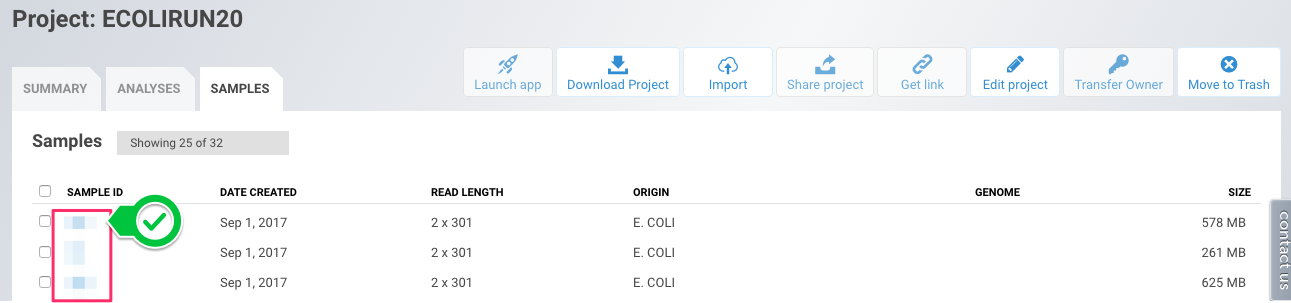 Project: ECOLIRUN20
SUMMARY ANALYSES SAMPLES
Launch app Download Project Import Share project Get link Edit project Transfer Owner Move to Trash
Samples Showing 25 of 32
SAMPLE ID DATE CREATED READ LENGTH ORIGIN GENOME SIZE
Sep 1, 2017 2 x 301 E. COLI 578 MB
Sep 1, 2017 2 x 301 E. COLI 261 MB
Sep 1, 2017 2 x 301 E. COLI 625 MB
contact us